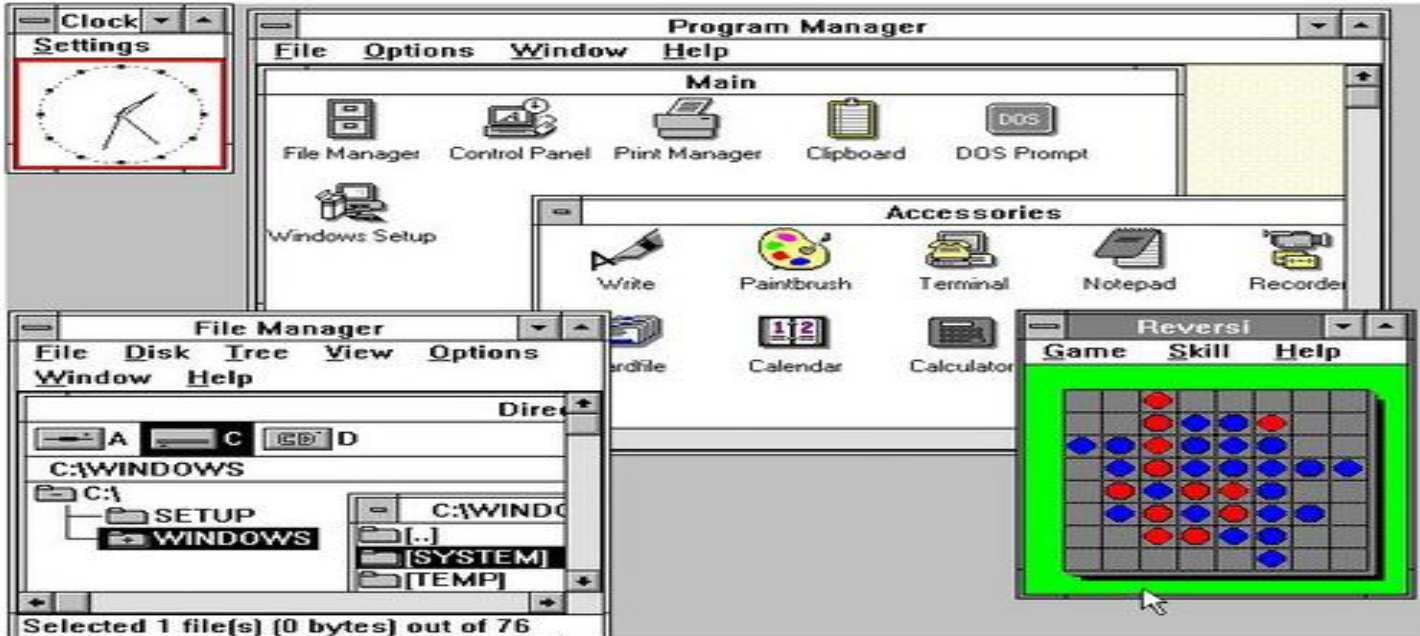 Clock
Settings
Program Manager
File Options Window Help
Main
File Manager Control Panel Print Manager Clipboard DOS Prompt
DOS
Windows Setup
Accessories
Write Paintbrush Terminal Notepad Recorder
12
ardfile Calendar Calculator
File Manager
File Disk Tree View Options
Window Help
Direc
A C CD D
C:\WINDOWS
C:\
SETUP
WINDOWS
C:\WINDO
[..]
[SYSTEM]
[TEMP]
Selected 1 file(s) (0 bytes) out of 76
Reversi
Game Skill Help